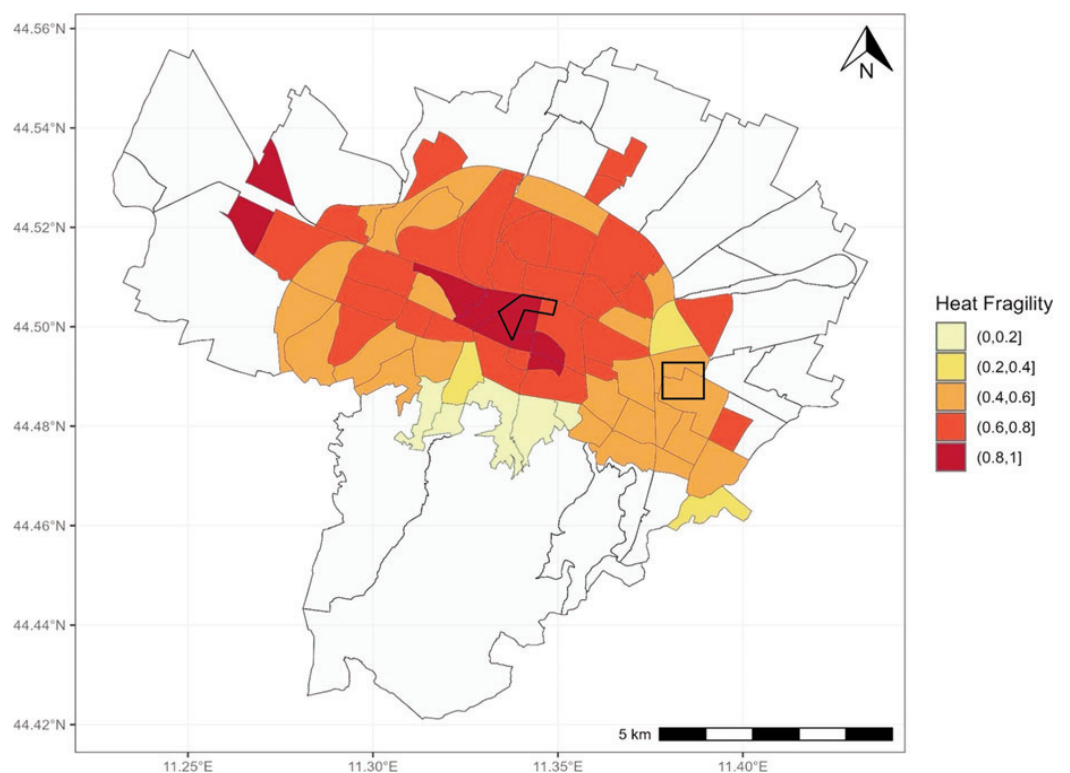 44.56°N
44.54°N
44.52°N
44.50°N
44.48°N
44.46°N
44.44°N
44.42°N
11.25°E
11.30°E
11.35°E
11.40°E
N
5 km
Heat Fragility
(0,0.2]
(0.2,0.4]
(0.4,0.6]
(0.6,0.8]
(0.8,1]